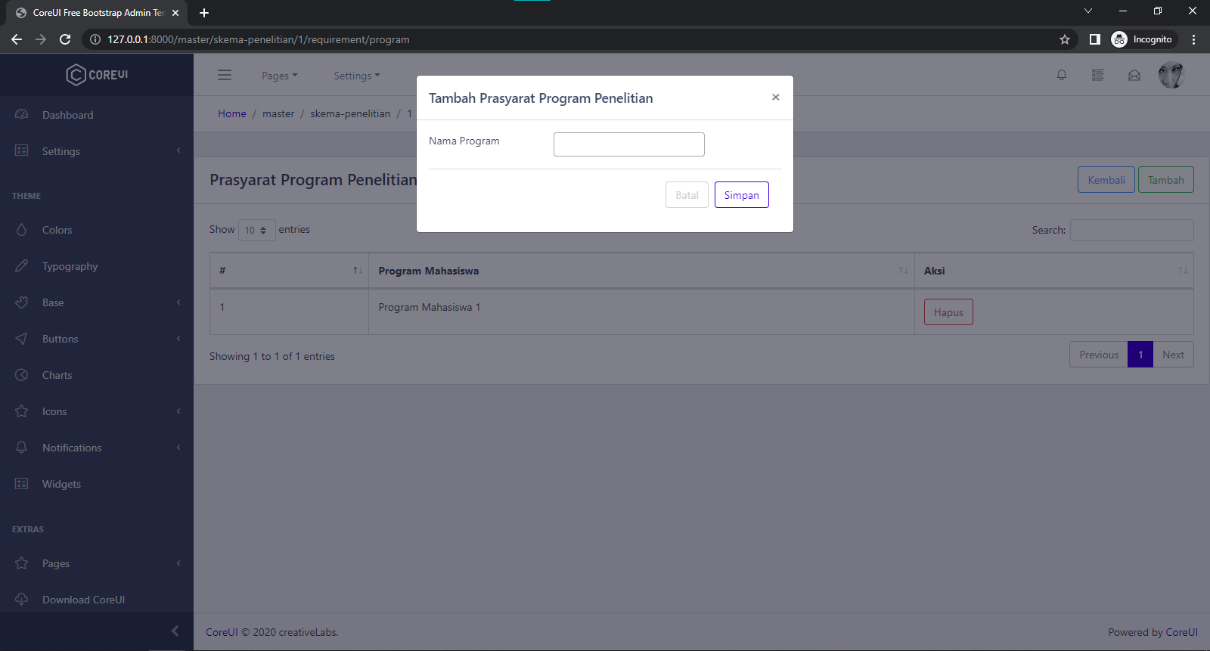 CoreUI Free Bootstrap Admin Ter
127.0.0.1:8000/master/skema-penelitian/1/requirement/program
Incognito
COREUI
Dashboard
Settings
THEME
Colors
Typography
Base
Buttons
Charts
Icons
Notifications
Widgets
EXTRAS
Pages
Download CoreUI
Pages
Settings
Home / master / skema-penelitian / 1
Tambah Prasyarat Program Penelitian
×
Nama Program
Batal
Simpan
Prasyarat Program Penelitian
Kembali
Tambah
Show 10 entries
Search:
# Program Mahasiswa Aksi
1 Program Mahasiswa 1 Hapus
Showing 1 to 1 of 1 entries
Previous 1 Next
CoreUI © 2020 creativeLabs.
Powered by CoreUI